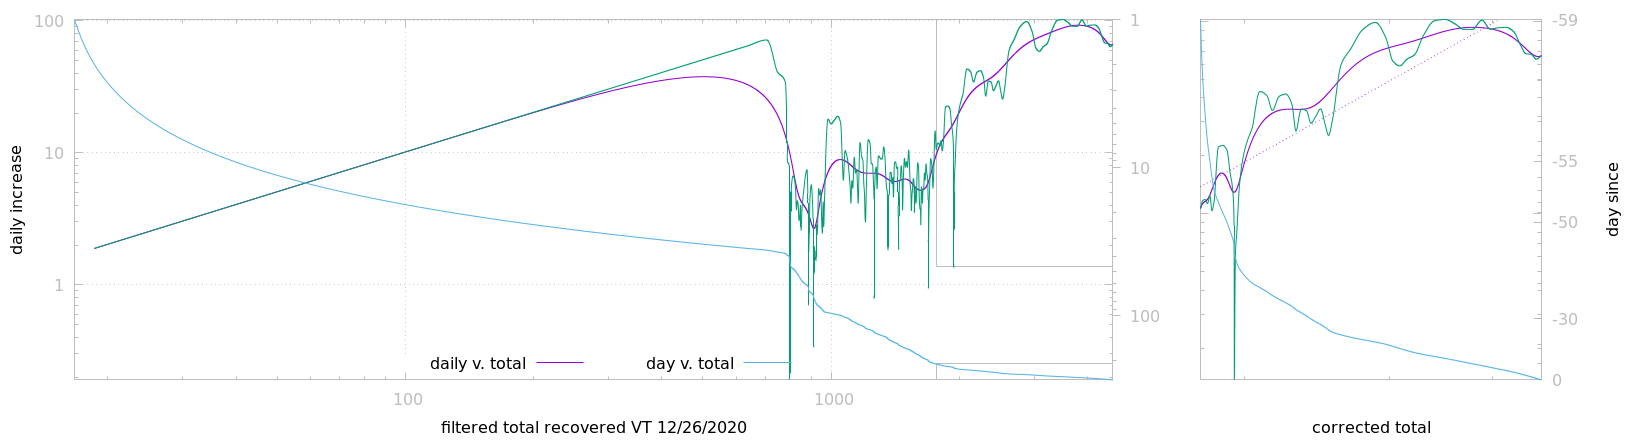 100
10
1
daily increase
daily v. total
day v. total
100
1000
filtered total recovered VT 12/26/2020
1
10
100
-59
-55
-50
-30
0
day since
corrected total